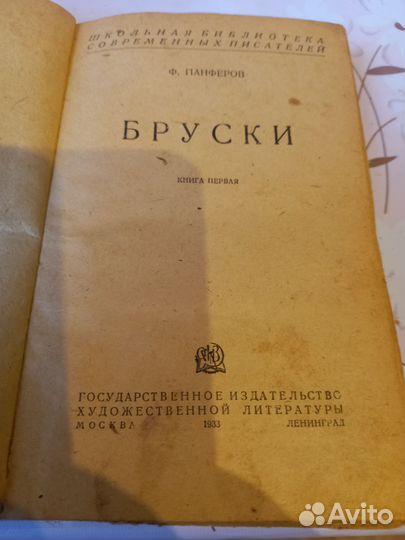 ШКОЛЬНАЯ БИБЛИОТЕКА
СОВРЕМЕННЫХ ПИСАТЕЛЕЙ
Ф. ПАНФЕРОВ
БРУСКИ
КНИГА ПЕРВАЯ
ГОСУДАРСТВЕННОЕ ИЗДАТЕЛЬСТВО
ХУДОЖЕСТВЕННОЙ ЛИТЕРАТУРЫ
МОСКВА 1933 ЛЕНИНГРАД
Avito